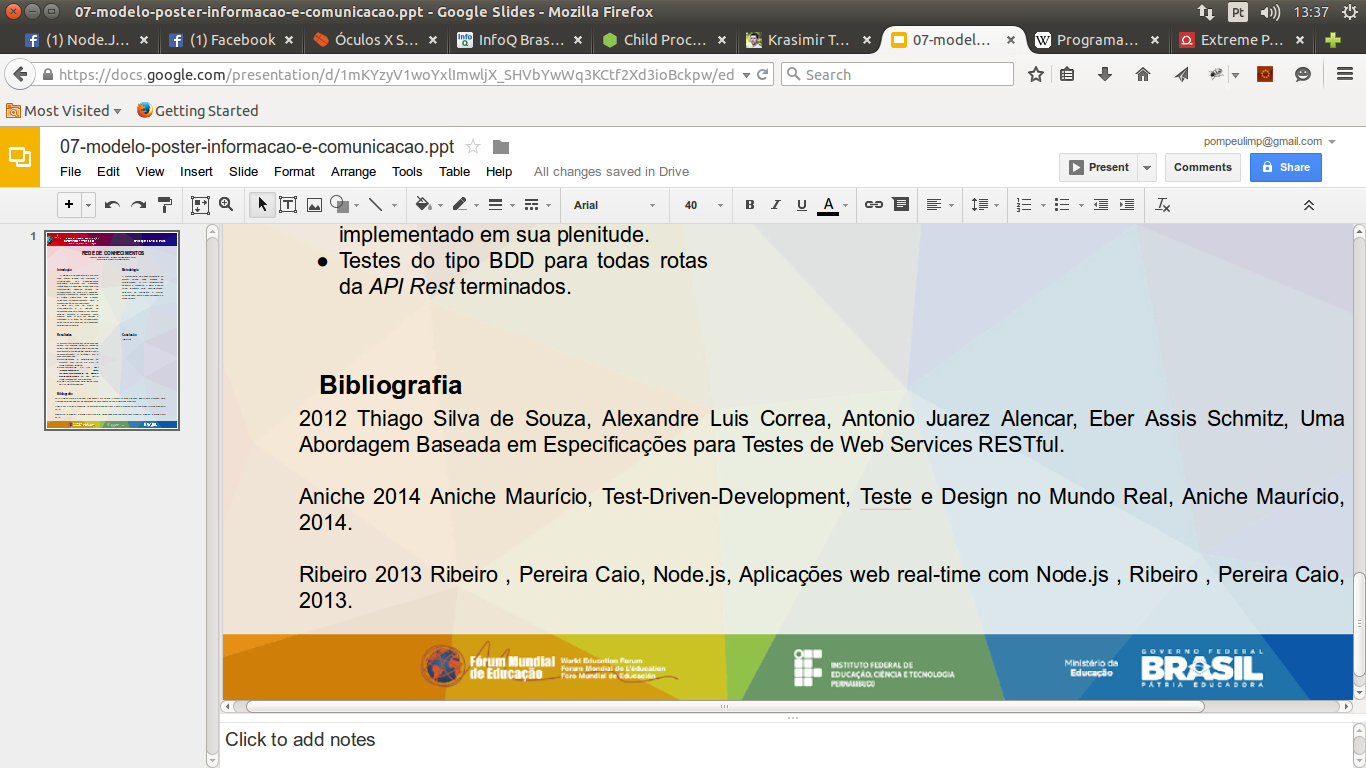 07-modelo-poster-informacao-e-comunicacao.ppt - Google Slides - Mozilla Firefox
Pt
13:37
(1) Node.J...
(1) Facebook
Óculos X S...
InfoQ Bras...
Child Proc...
Krasimir T...
07-model...
Programa...
Extreme P...
https://docs.google.com/presentation/d/1mKYzyV1woYxlImwljX_SHVbYwWq3KCtf2Xd3ioBckpw/ed
Search
Most Visited
Getting Started
07-modelo-poster-informacao-e-comunicacao.ppt
pompeulimp@gmail.com
File Edit View Insert Slide Format Arrange Tools Table Help All changes saved in Drive
Present
Comments
Share
Arial
40
B I U A
1
REDE DE CONHECIMENTOS
Introdução
Metodologia
Resultados
Conclusão
Bibliografia
implementado em sua plenitude.
● Testes do tipo BDD para todas rotas
da API Rest terminados.
Bibliografia
2012 Thiago Silva de Souza, Alexandre Luis Correa, Antonio Juarez Alencar, Eber Assis Schmitz, Uma
Abordagem Baseada em Especificações para Testes de Web Services RESTful.
Aniche 2014 Aniche Maurício, Test-Driven-Development, Teste e Design no Mundo Real, Aniche Maurício,
2014.
Ribeiro 2013 Ribeiro , Pereira Caio, Node.js, Aplicações web real-time com Node.js , Ribeiro , Pereira Caio,
2013.
Fórum Mundial
de Educação
World Education Forum
Forum Mondial de L'éducation
Foro Mundial de Educación
INSTITUTO FEDERAL DE
EDUCAÇÃO, CIÊNCIA E TECNOLOGIA
PERNAMBUCO
Ministério da
Educação
GOVERNO FEDERAL
BRASIL
PÁTRIA EDUCADORA
Click to add notes